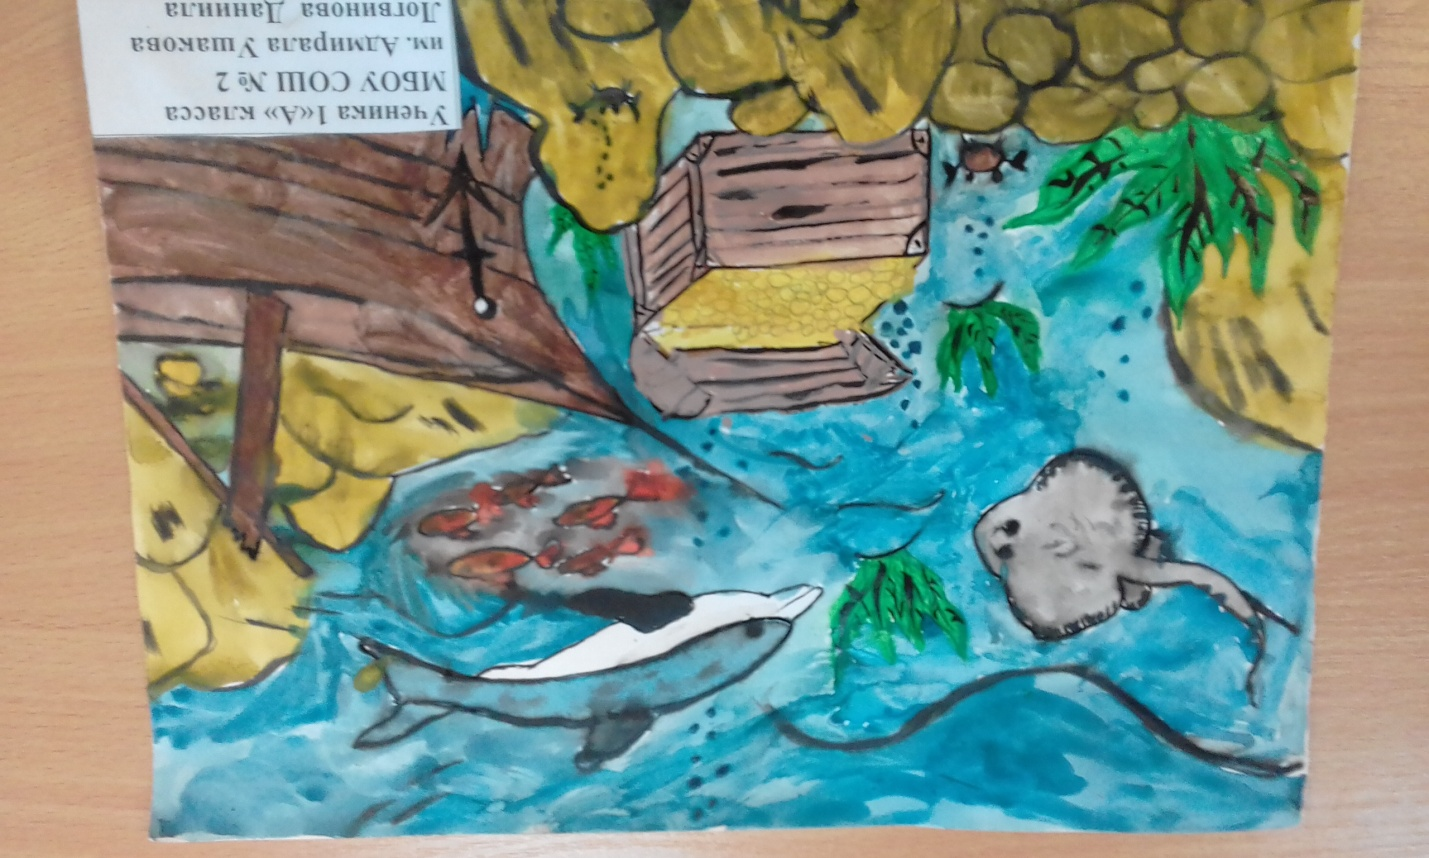 Ученика 1«А» класса
МБОУ СОШ № 2
им. Адмирала Ушакова
Логвинова Даниила